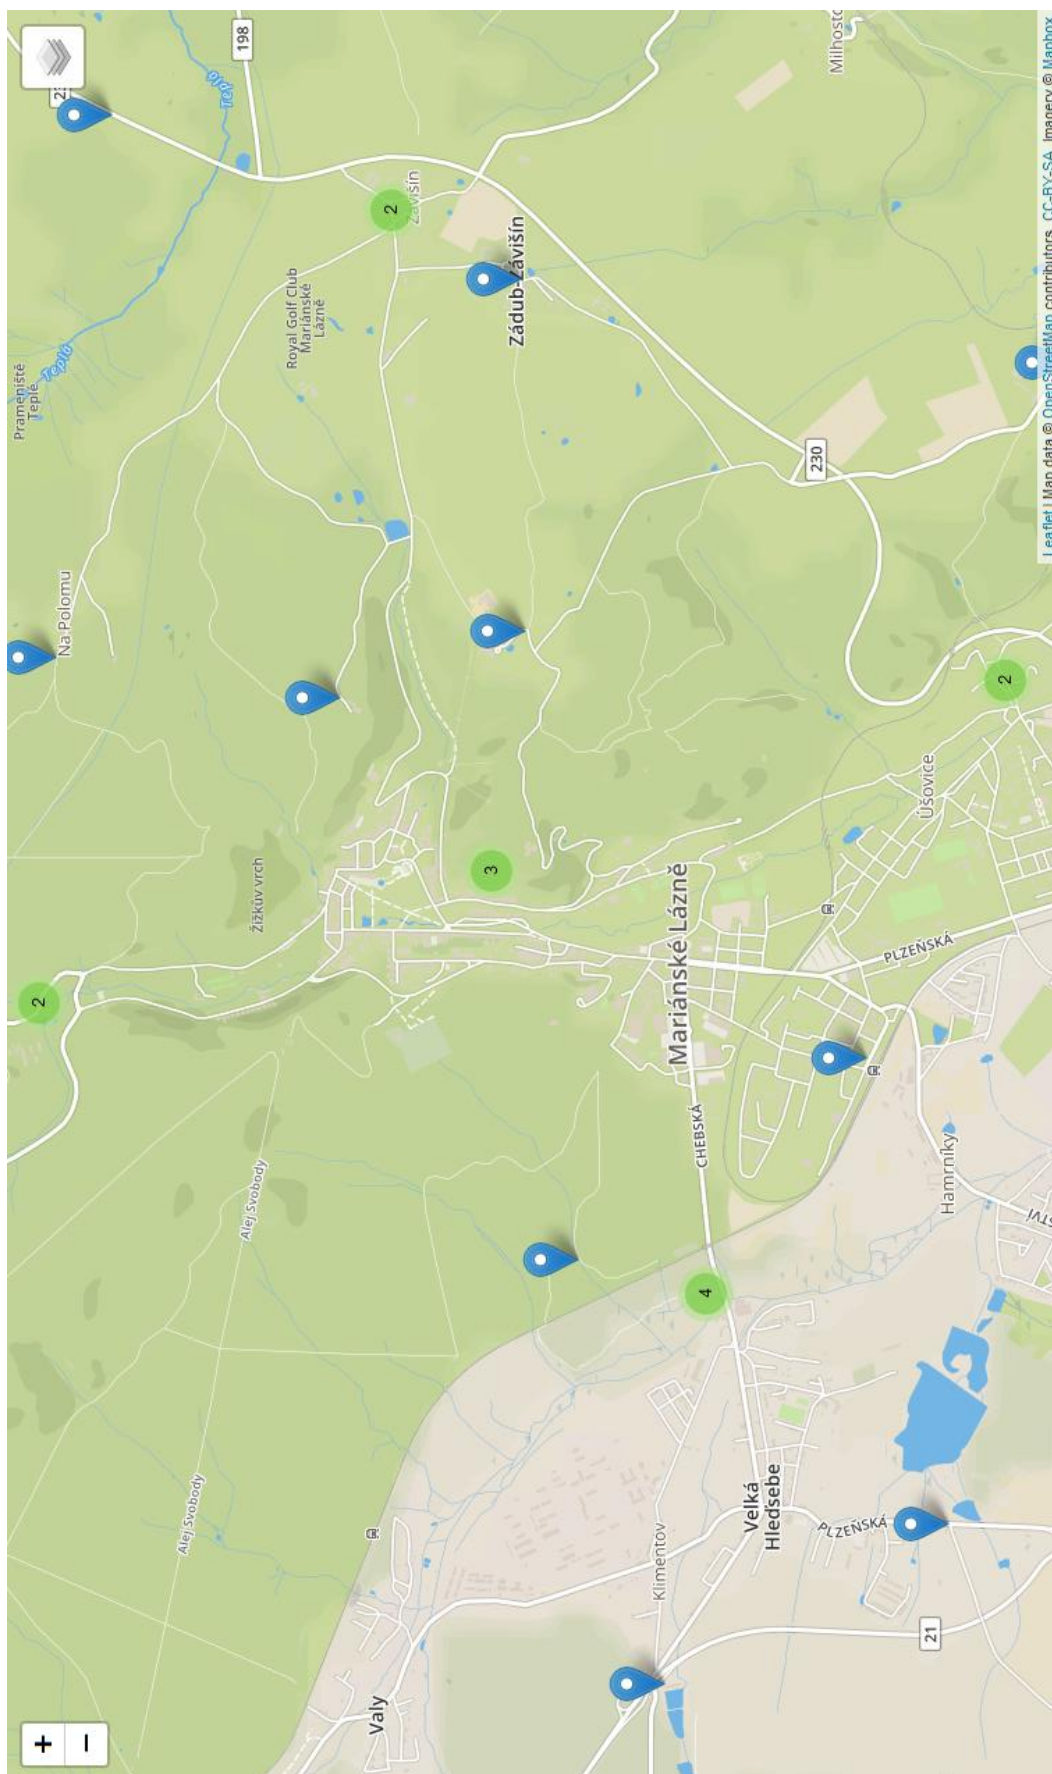 +
−
Prameniště
Teplé
2
Teplá
Na Polomu
Alej Svobody
Teplá
198
Alej Svobody
Žižkův vrch
Royal Golf Club
Mariánské
Lázně
Valy
2
Závišín
3
Zádub-Závišín
Klimentov
Mariánské Lázně
CHEBSKÁ
4
Velká
Hleďsebe
230
Milhosto
PLZEŇSKÁ
PLZEŇSKÁ
Úšovice
21
Hamrníky
2
Leaflet | Map data © OpenStreetMap contributors, CC-BY-SA, Imagery © Mapbox